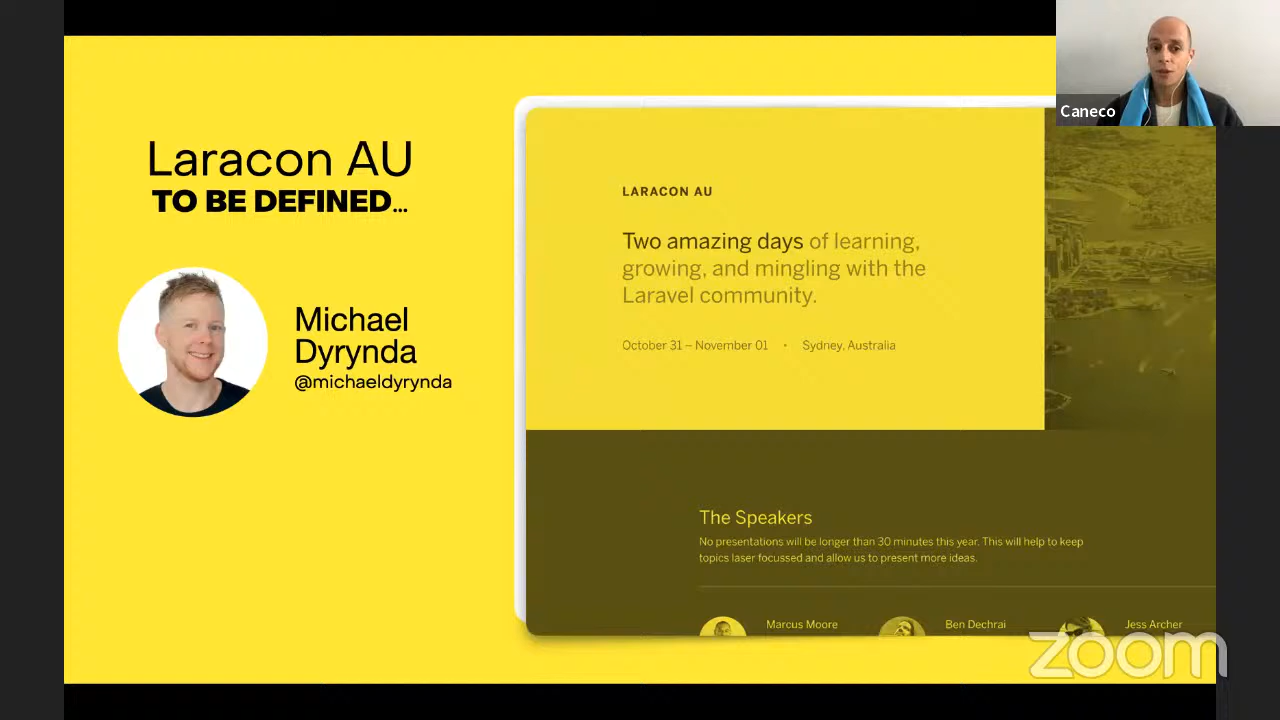 Caneco
Laracon AU
TO BE DEFINED...
Michael
Dyrynda
@michaeldyrynda
LARACON AU
Two amazing days of learning,
growing, and mingling with the
Laravel community.
October 31 – November 01 • Sydney, Australia
The Speakers
No presentations will be longer than 30 minutes this year. This will help to keep
topics laser focussed and allow us to present more ideas.
Marcus Moore
Ben Dechrai
Jess Archer
zoom